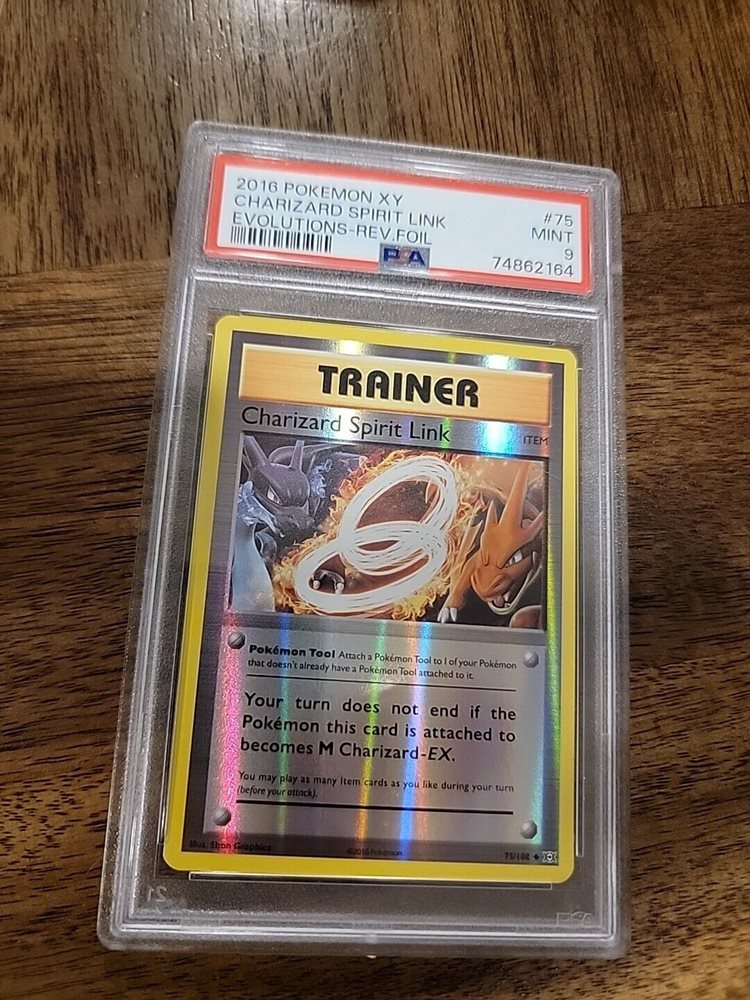 2016 POKEMON XY #75
CHARIZARD SPIRIT LINK MINT
EVOLUTIONS-REV.FOIL 9
PSA 74862164
TRAINER
Charizard Spirit Link
ITEM
Pokémon Tool Attach a Pokémon Tool to 1 of your Pokémon
that doesn't already have a Pokémon Tool attached to it.
Your turn does not end if the
Pokémon this card is attached to
becomes M Charizard-EX.
You may play as many Item cards as you like during your turn
(before your attack).
Illus. 5ban Graphics ©2016 Pokémon 75/108